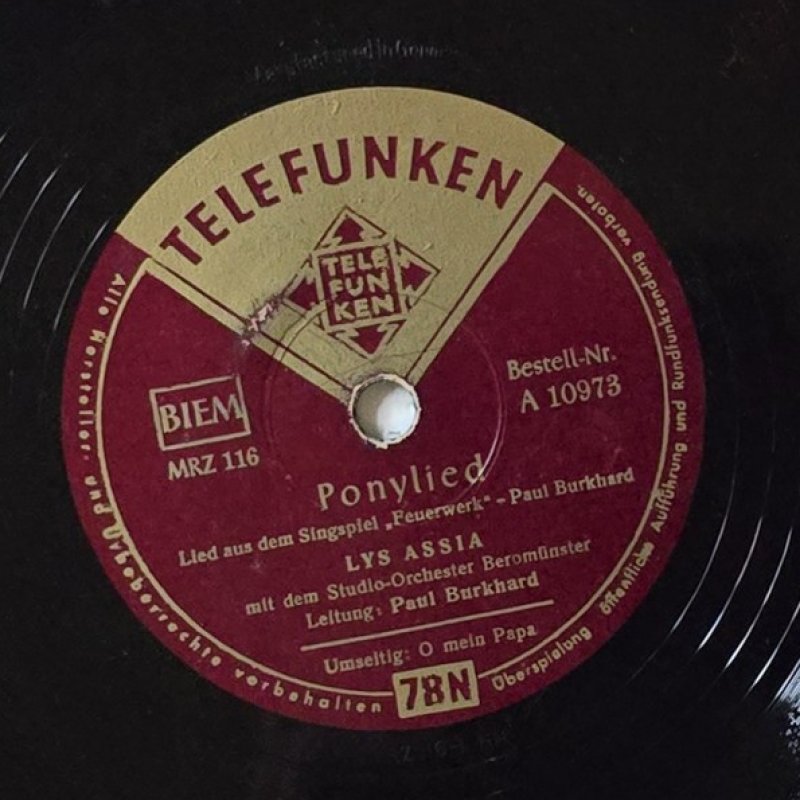 TELEFUNKEN
TELE
FUN
KEN
BIEM
MRZ 116
Bestell-Nr.
A 10973
Ponylied
Lied aus dem Singspiel „Feuerwerk" - Paul Burkhard
LYS ASSIA
mit dem Studio-Orchester Beromünster
Leitung: Paul Burkhard
Umseitig: O mein Papa
78N
Alle Hersteller- und Urheberrechte vorbehalten
Überspielung öffentliche Aufführung und Rundfunksendung verboten.